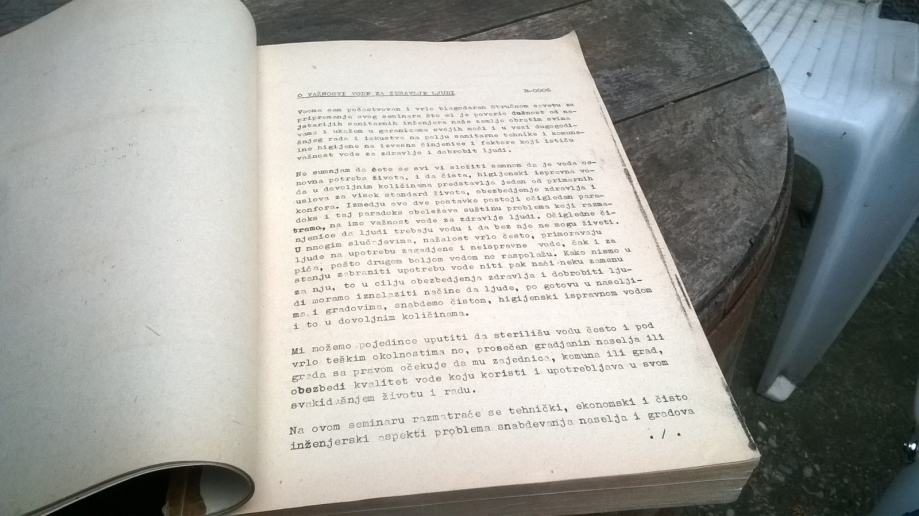 O VAŽNOSTI VODE ZA ZDRAVLJE LJUDI R-0006
Veoma sam počastvovan i vrlo blagodaran Stručnom savetu za
pripremanje ovog seminara što mi je poverio dužnost od na-
jstarijih sanitarnih inženjera naše zemlje obratim svima
vama i ukažem u garanicama svojih moći i u vezi dugogodi-
šnjeg rada i iskustva na polju sanitarne tehnike i komuna-
lne higijene na izvesne činjenice i faktore koji ističu
važnost vode za zdravlje i dobrobit ljudi.
Ne sumnjam da ćete se svi vi složiti samnom da je voda os-
novna potreba života, i da čista, higijenski ispravna vo-
da u dovoljnim količinama predstavlja jedan od primarnih
uslova za visok standard života, obezbedjenje zdravlja i
konfora. Izmedju ove dve postavke postoji očigledan para-
doks i taj paradoks obeležava suštinu problema koji razma-
tramo, na ime važnost vode za zdravlje ljudi. Očigledne či-
njenice da ljudi trebaju vodu i da bez nje ne mogu živeti.
U mnogim slučajevima, nažalost vrlo često, primoravaju
ljude na upotrebu zagadjene i neispravne vode, čak i za
pića, pošto drugom boljom vodom ne raspolažu. Kako nismo u
stanju zabraniti upotrebu vode niti pak naći neku zamenu
za nju, to u cilju obezbedjenja zdravlja i dobrobiti lju-
di moramo iznalaziti načine da ljude, po gotovu u naselji-
ma i gradovima, snabdemo čistom, higijenski ispravnom vodom
i to u dovoljnim količinama.
Mi možemo pojedince uputiti da sterilišu vodu često i pod
vrlo teškim okolnostima no, prosečan gradjanin naselja ili
grada sa pravom očekuje da mu zajednica, komuna ili grad,
obezbedi kvalitet vode koju koristi i upotrebljava u svom
svakidašnjem životu i radu.
Na ovom seminaru razmatraće se tehnički, ekonomski i čisto
inženjerski aspekti problema snabdevanja naselja i gradova
./.